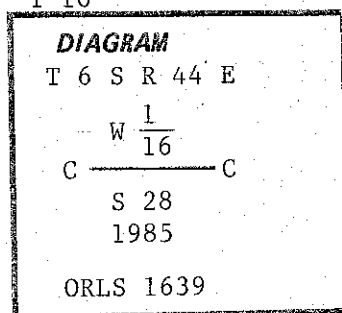 DIAGRAM
T 6 S R 44 E
W 1/16
C C
S 28
1985
ORLS 1639